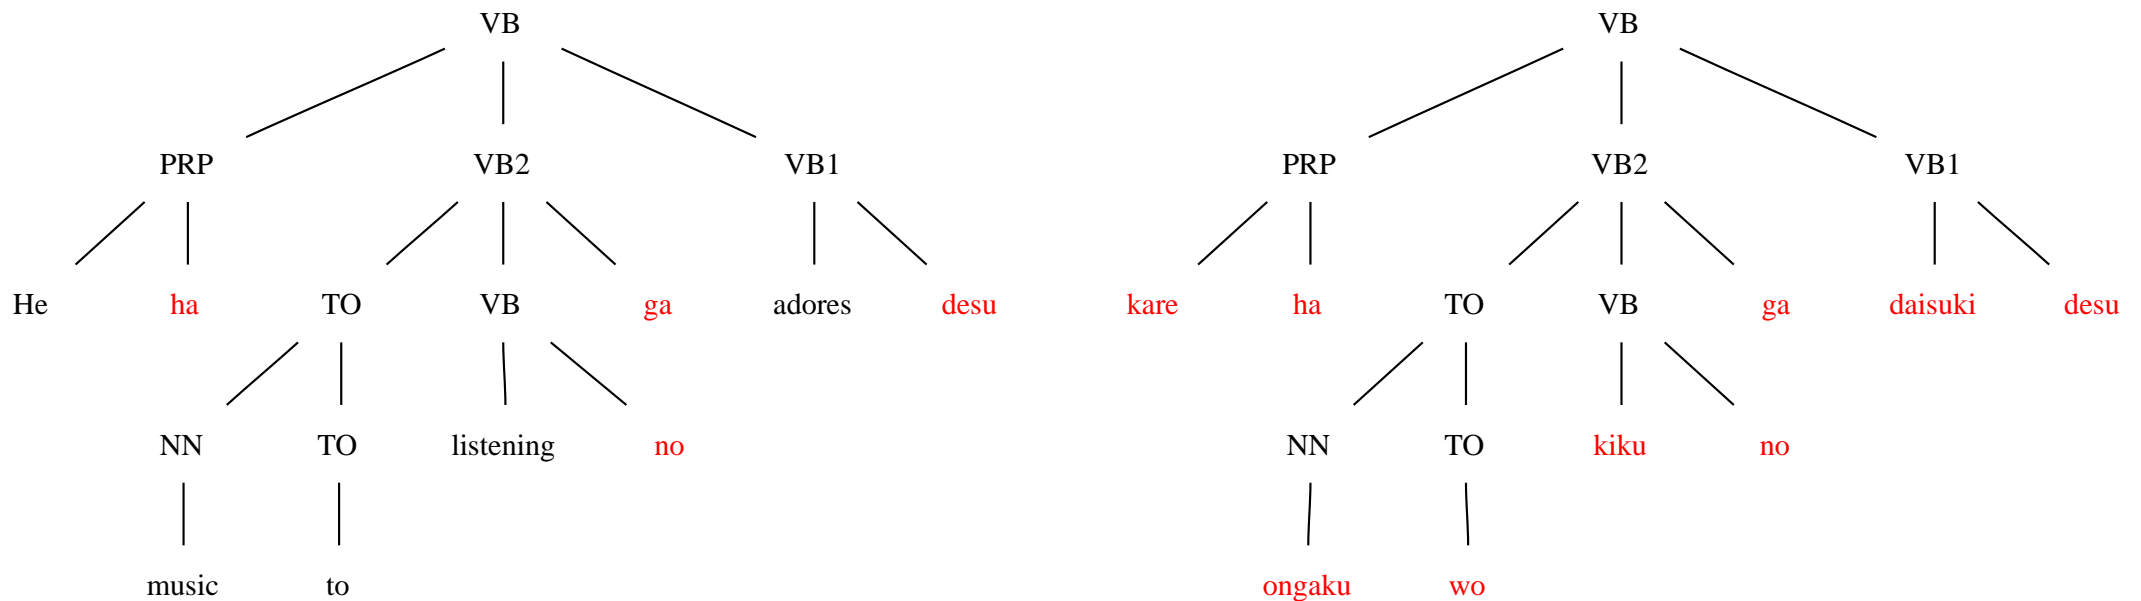 VB VB
PRP VB2 VB1 PRP VB2 VB1
He ha TO VB ga adores desu kare ha TO VB ga daisuki desu
NN TO listening no NN TO kiku no
music to ongaku wo